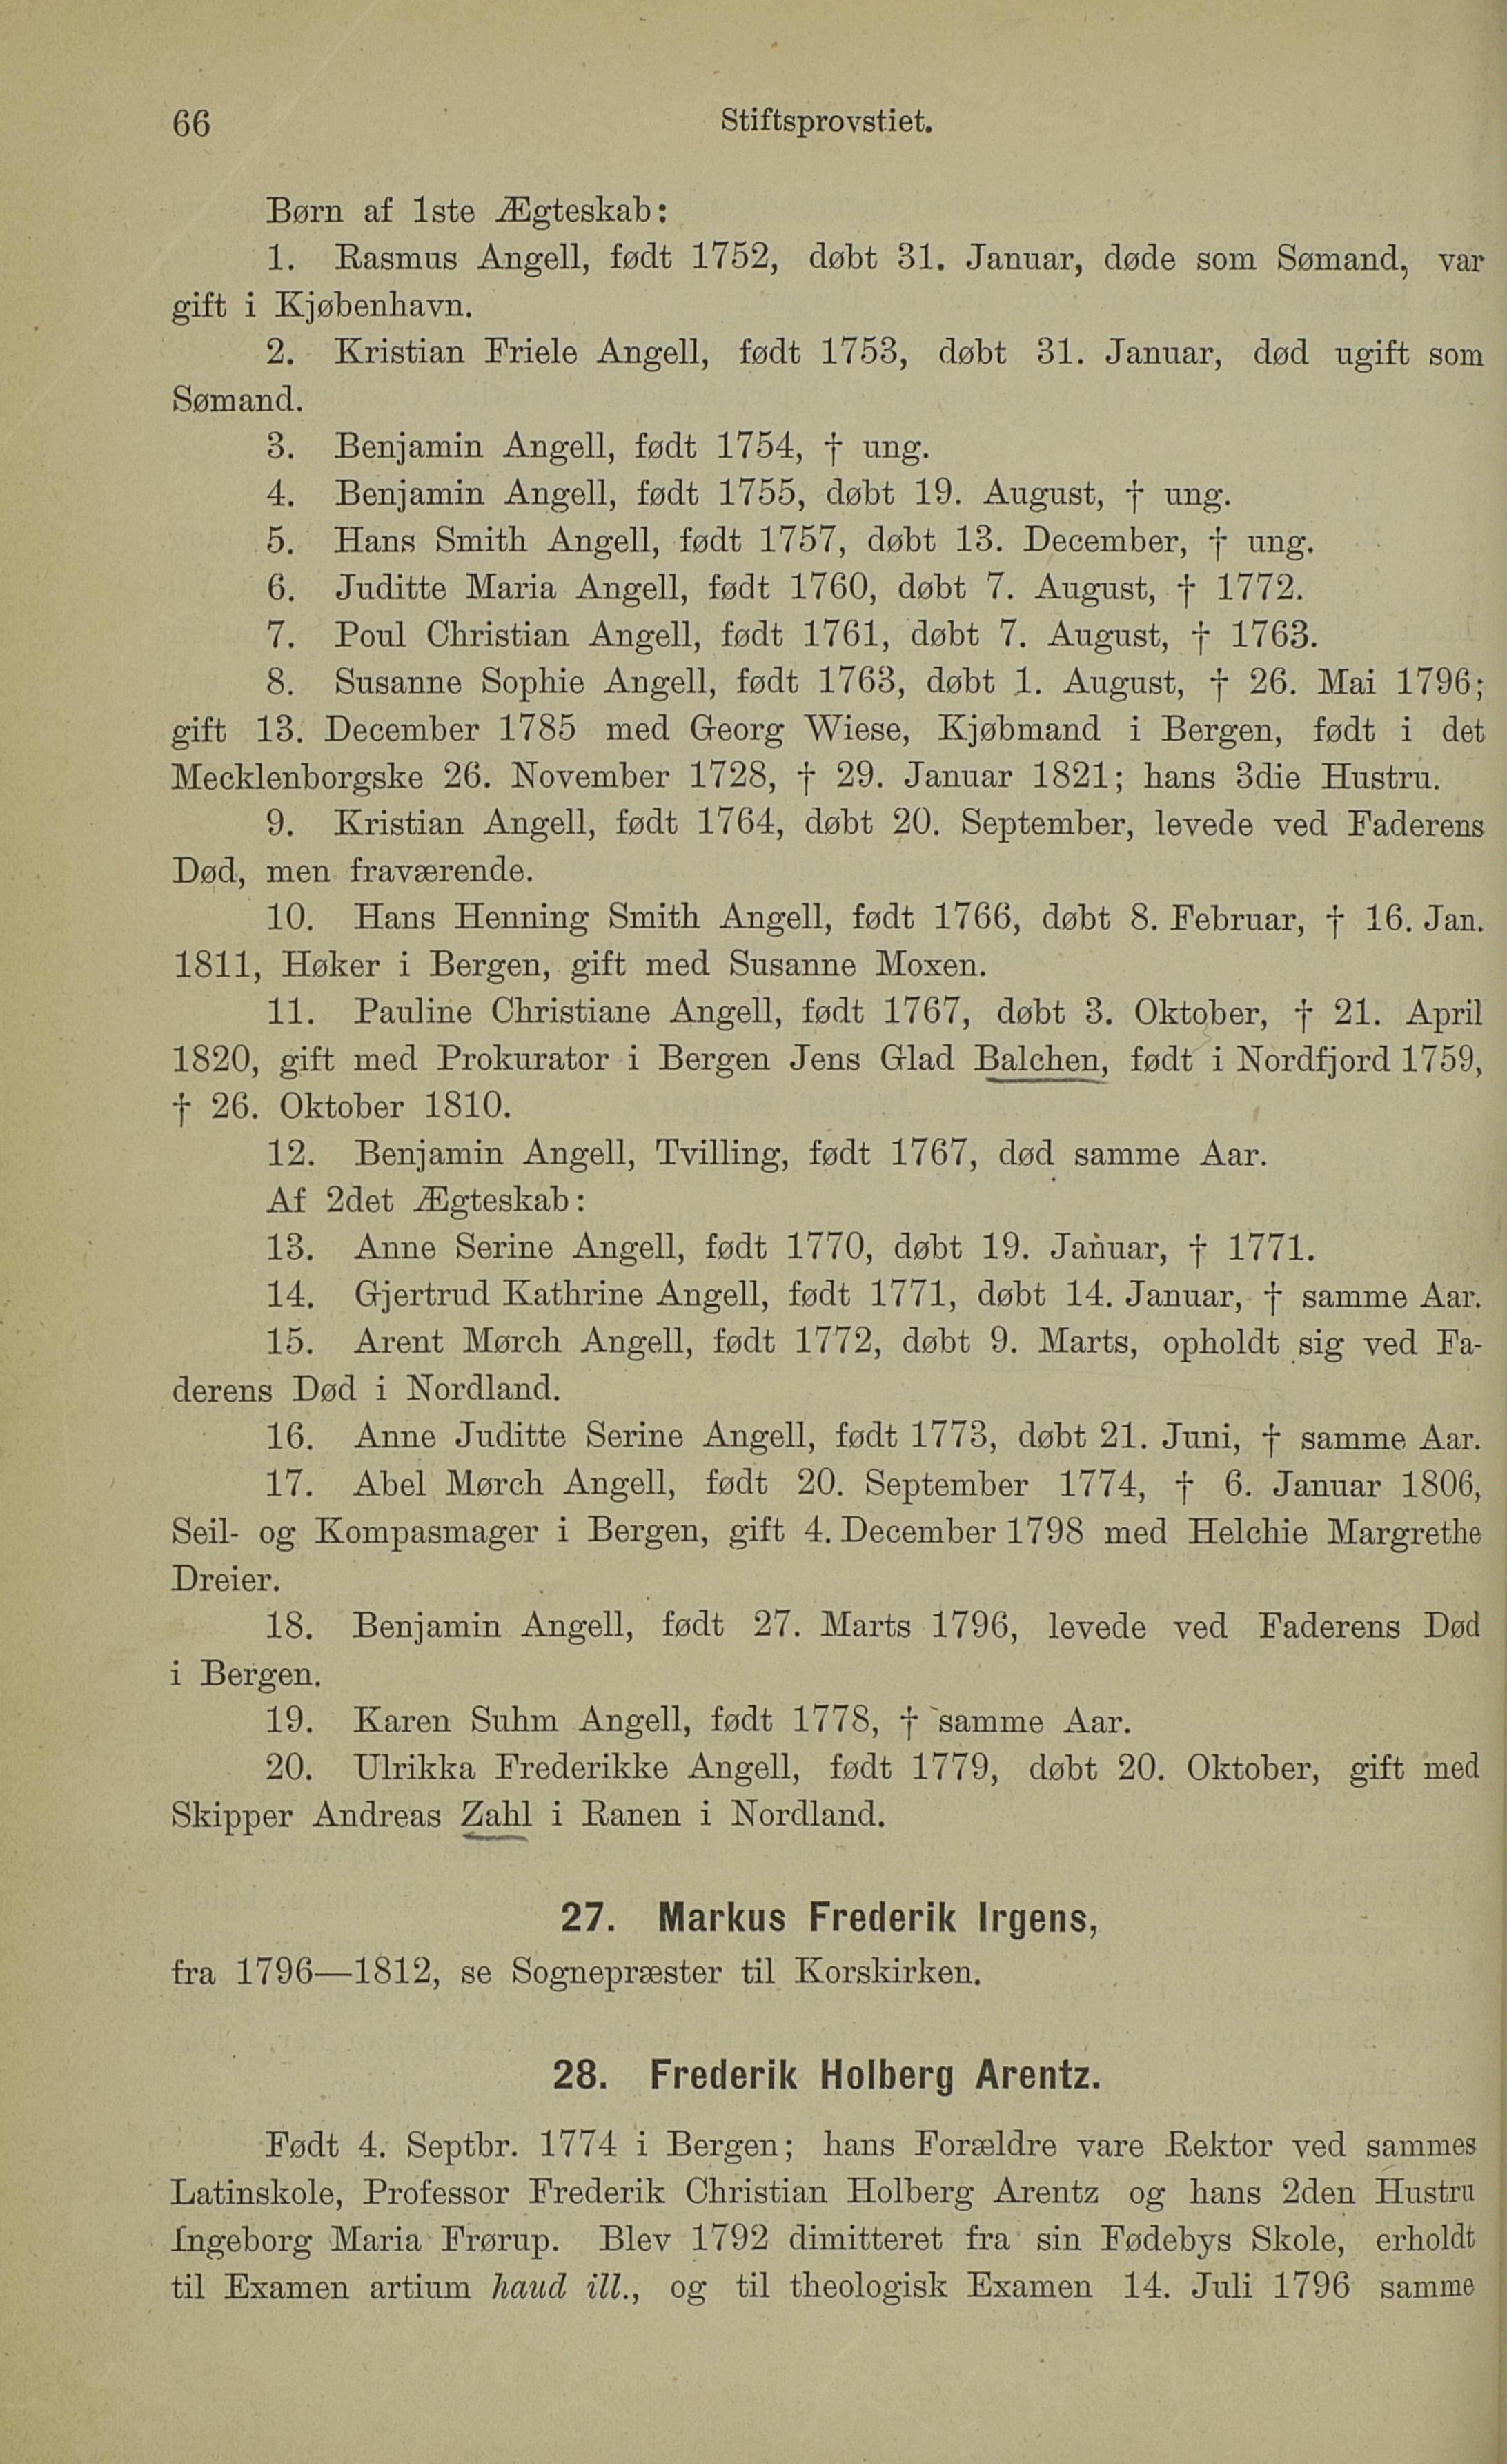 66
Stiftsprovstiet.
Børn af 1ste Ægteskab:
1. Rasmus Angell, født 1752, døbt 31. Januar, døde som Sømand, var
gift i Kjøbenhavn.
2. Kristian Friele Angell, født 1753, døbt 31. Januar, død ugift som
Sømand.
3. Benjamin Angell, født 1754, † ung.
4. Benjamin Angell, født 1755, døbt 19. August, † ung.
5. Hans Smith Angell, født 1757, døbt 13. December, † ung.
6. Juditte Maria Angell, født 1760, døbt 7. August, † 1772.
7. Poul Christian Angell, født 1761, døbt 7. August, † 1763.
8. Susanne Sophie Angell, født 1763, døbt 1. August, † 26. Mai 1796;
gift 13. December 1785 med Georg Wiese, Kjøbmand i Bergen, født i det
Mecklenborgske 26. November 1728, † 29. Januar 1821; hans 3die Hustru.
9. Kristian Angell, født 1764, døbt 20. September, levede ved Faderens
Død, men fraværende.
10. Hans Henning Smith Angell, født 1766, døbt 8. Februar, † 16. Jan.
1811, Høker i Bergen, gift med Susanne Moxen.
11. Pauline Christiane Angell, født 1767, døbt 3. Oktober, † 21. April
1820, gift med Prokurator i Bergen Jens Glad Balchen, født i Nordfjord 1759,
† 26. Oktober 1810.
12. Benjamin Angell, Tvilling, født 1767, død samme Aar.
Af 2det Ægteskab:
13. Anne Serine Angell, født 1770, døbt 19. Januar, † 1771.
14. Gjertrud Kathrine Angell, født 1771, døbt 14. Januar, † samme Aar.
15. Arent Mørch Angell, født 1772, døbt 9. Marts, opholdt sig ved Fa-
derens Død i Nordland.
16. Anne Juditte Serine Angell, født 1773, døbt 21. Juni, † samme Aar.
17. Abel Mørch Angell, født 20. September 1774, † 6. Januar 1806,
Seil- og Kompasmager i Bergen, gift 4. December 1798 med Helchie Margrethe
Dreier.
18. Benjamin Angell, født 27. Marts 1796, levede ved Faderens Død
i Bergen.
19. Karen Suhm Angell, født 1778, † samme Aar.
20. Ulrikka Frederikke Angell, født 1779, døbt 20. Oktober, gift med
Skipper Andreas Zahl i Ranen i Nordland.
27. Markus Frederik Irgens,
fra 1796—1812, se Sognepræster til Korskirken.
28. Frederik Holberg Arentz.
Født 4. Septbr. 1774 i Bergen; hans Forældre vare Rektor ved sammes
Latinskole, Professor Frederik Christian Holberg Arentz og hans 2den Hustru
Ingeborg Maria Frørup. Blev 1792 dimitteret fra sin Fødebys Skole, erholdt
til Examen artium haud ill., og til theologisk Examen 14. Juli 1796 samme